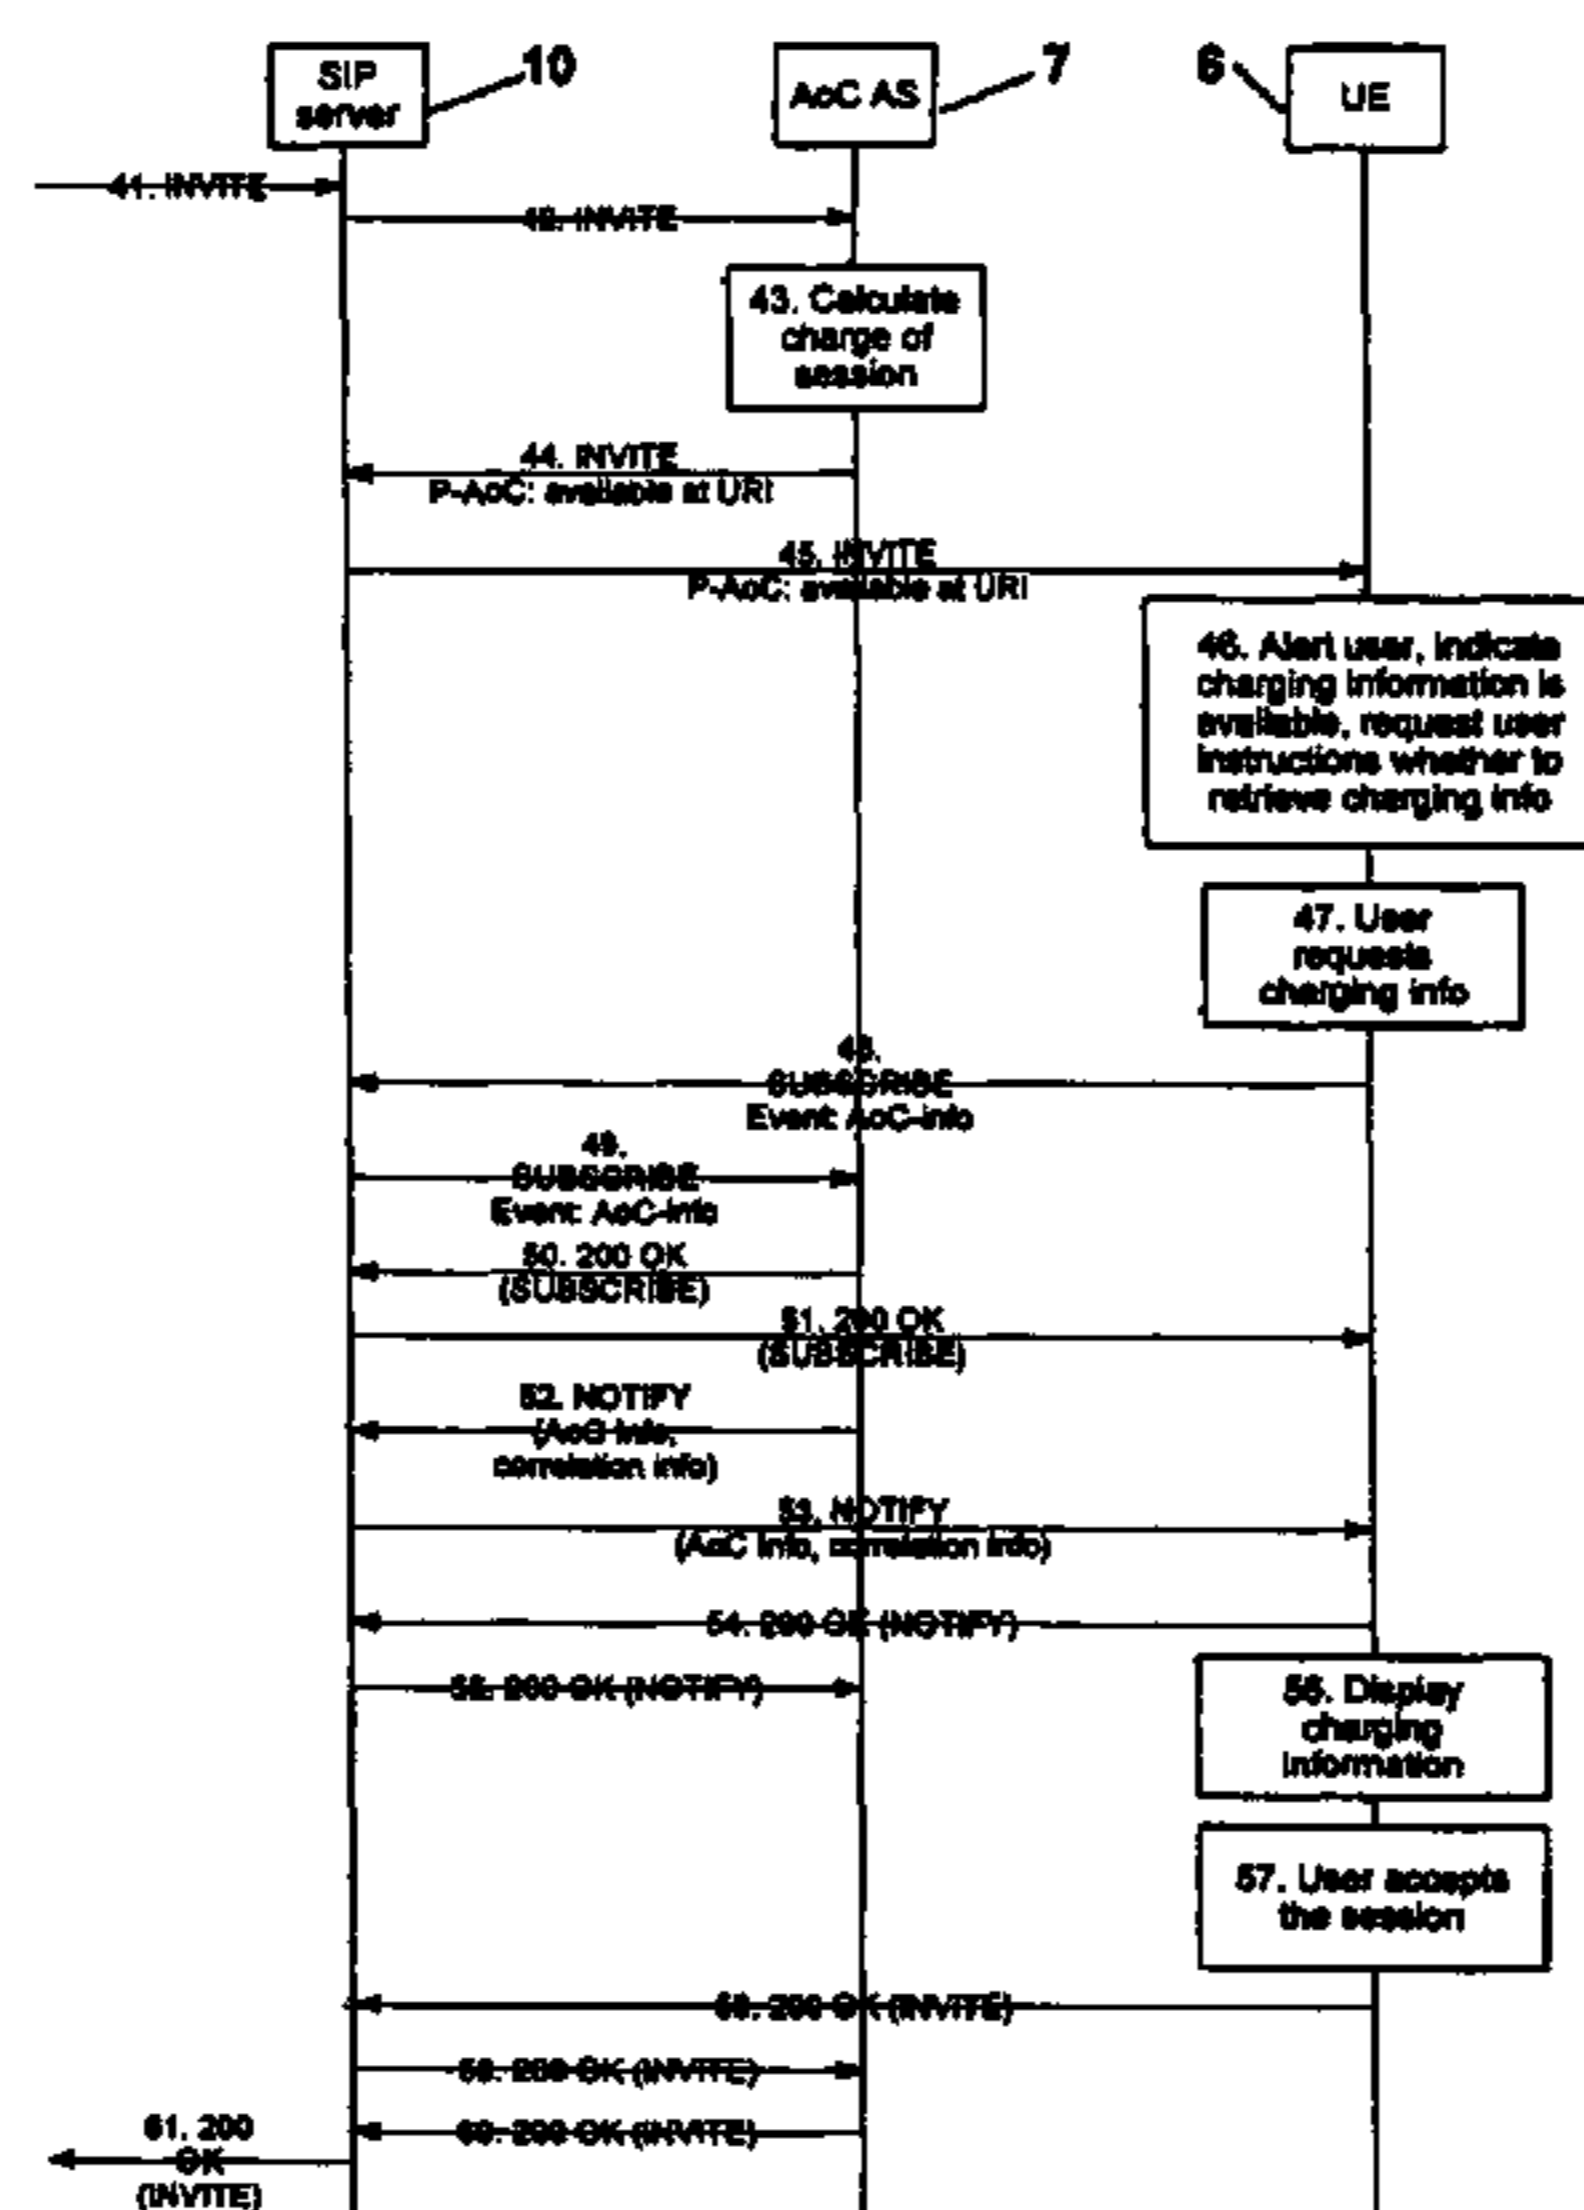 SIP
server
10
AoC AS
7
6
UE
41. INVITE
42. INVITE
43. Calculate
charge of
session
44. INVITE
P-AoC: available at URI
45. INVITE
P-AoC: available at URI
46. Alert user, indicate
charging information is
available, request user
instructions whether to
retrieve charging info
47. User
requests
charging info
48.
SUBSCRIBE
Event: AoC-info
49.
SUBSCRIBE
Event: AoC-info
50. 200 OK
(SUBSCRIBE)
51. 200 OK
(SUBSCRIBE)
52. NOTIFY
(AoC info,
correlation info)
53. NOTIFY
(AoC info, correlation info)
54. 200 OK (NOTIFY)
55. 200 OK (NOTIFY)
56. Display
charging
information
57. User accepts
the session
58. 200 OK (INVITE)
59. 200 OK (INVITE)
60. 200 OK (INVITE)
61. 200
OK
(INVITE)